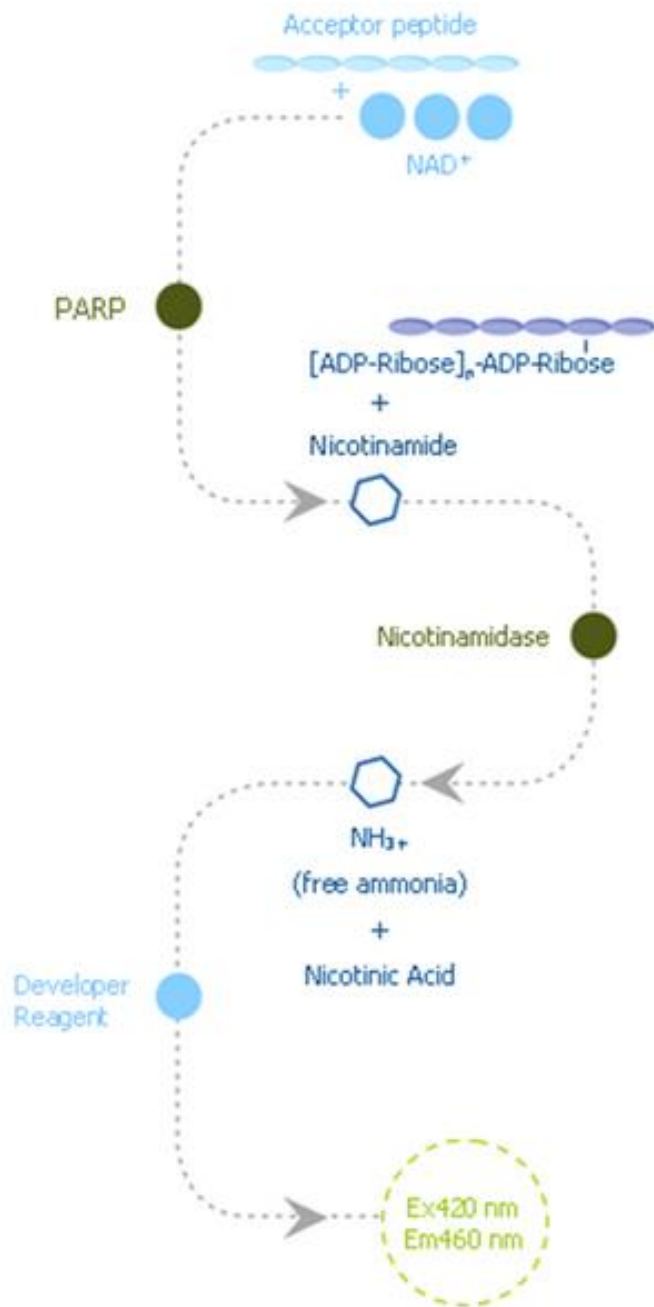 Acceptor peptide
+
NAD⁺
PARP
[ADP-Ribose]ₙ-ADP-Ribose
+
Nicotinamide
Nicotinamidase
NH₃₊
(free ammonia)
+
Nicotinic Acid
Developer
Reagent
Ex420 nm
Em460 nm